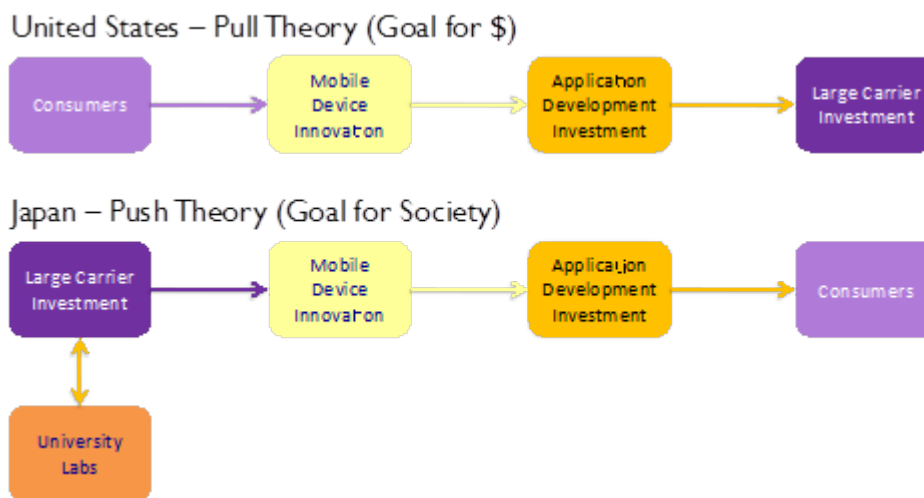 United States – Pull Theory (Goal for $)
Consumers
Mobile
Device
Innovation
Application
Development
Investment
Large Carrier
Investment
Japan – Push Theory (Goal for Society)
Large Carrier
Investment
Mobile
Device
Innovation
Application
Development
Investment
Consumers
University
Labs